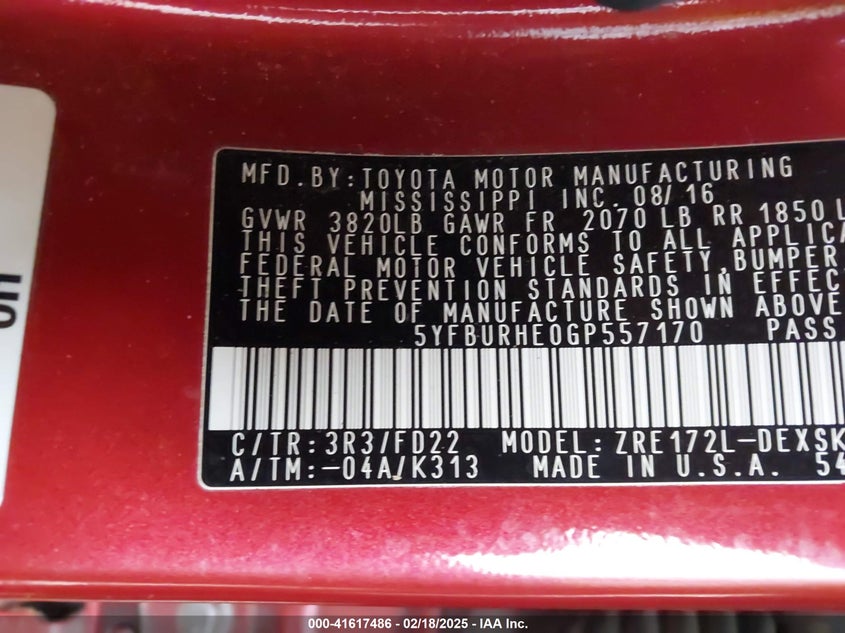 MFD.BY:TOYOTA MOTOR MANUFACTURING
MISSISSIPPI INC. 08/16
GVWR 3820LB GAWR FR 2070 LB RR 1850 L
THIS VEHICLE CONFORMS TO ALL APPLICA
FEDERAL MOTOR VEHICLE SAFETY,BUMPER
THEFT PREVENTION STANDARDS IN EFFEC
THE DATE OF MANUFACTURE SHOWN ABOVE
5YFBURHE0GP557170 PASS
C/TR:3R3/FD22 MODEL:ZRE172L-DEXSK
A/TM:-04A/K313 MADE IN U.S.A. 54
000-41617486 - 02/18/2025 - IAA Inc.